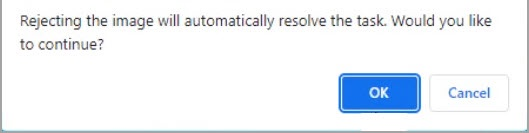 Rejecting the image will automatically resolve the task. Would you like
to continue?
OK
Cancel